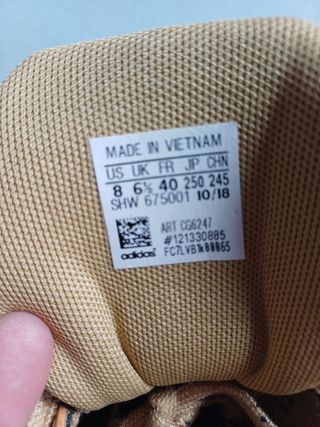 MADE IN VIETNAM
US UK FR JP CHN
8 6½ 40 250 245
SHW 675001 10/18
ART CG6247
#121330885
adidas